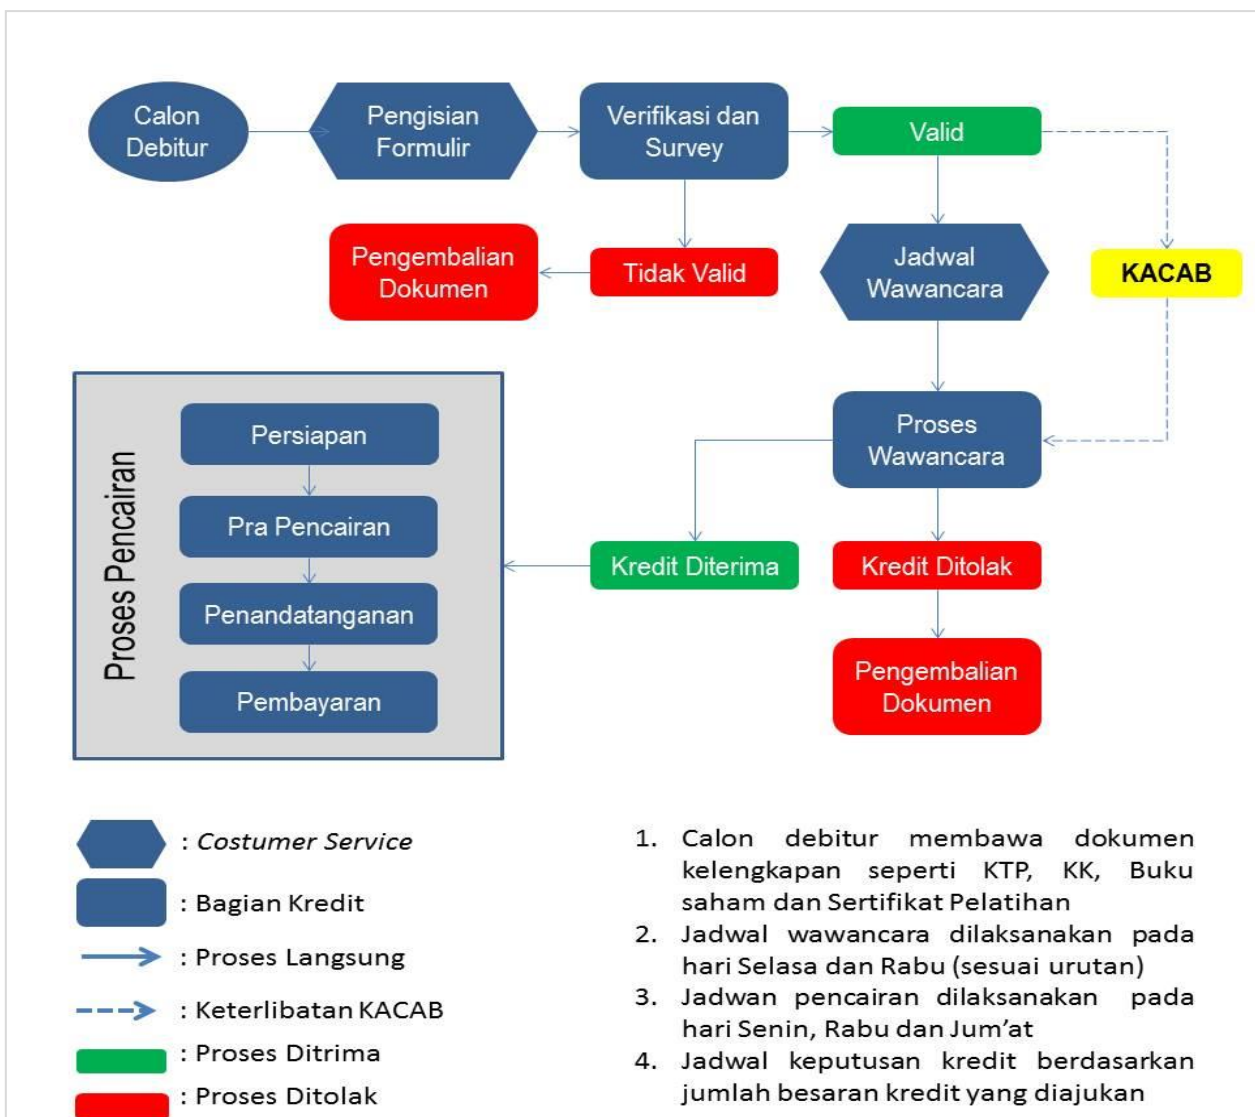 Calon
Debitur
Pengisian
Formulir
Verifikasi dan
Survey
Valid
Pengembalian
Dokumen
Tidak Valid
Jadwal
Wawancara
KACAB
Proses Pencairan
Persiapan
Pra Pencairan
Penandatanganan
Pembayaran
Proses
Wawancara
Kredit Diterima
Kredit Ditolak
Pengembalian
Dokumen
: Costumer Service
: Bagian Kredit
: Proses Langsung
: Keterlibatan KACAB
: Proses Ditrima
: Proses Ditolak
1. Calon debitur membawa dokumen
kelengkapan seperti KTP, KK, Buku
saham dan Sertifikat Pelatihan
2. Jadwal wawancara dilaksanakan pada
hari Selasa dan Rabu (sesuai urutan)
3. Jadwan pencairan dilaksanakan pada
hari Senin, Rabu dan Jum’at
4. Jadwal keputusan kredit berdasarkan
jumlah besaran kredit yang diajukan